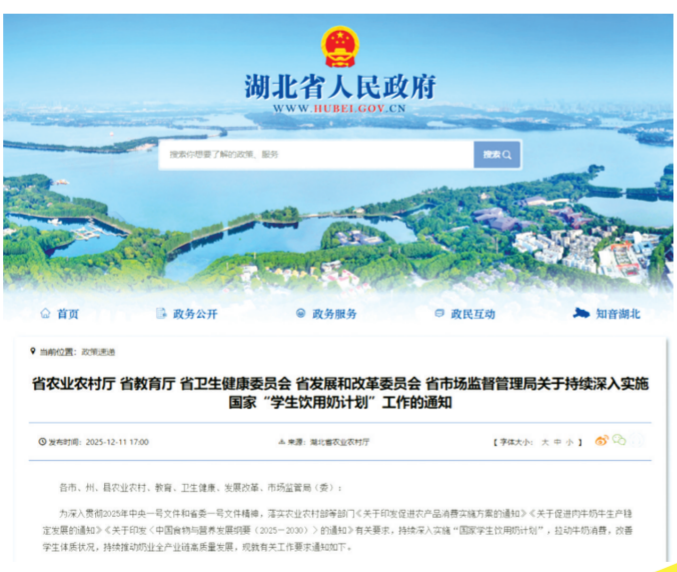 湖北省人民政府
WWW.HUBEI.GOV.CN
搜索你想要了解的政策、服务
搜索
首页
政务公开
政务服务
政民互动
知音湖北
当前位置：政策速递
省农业农村厅 省教育厅 省卫生健康委员会 省发展和改革委员会 省市场监督管理局关于持续深入实施
国家“学生饮用奶计划”工作的通知
发布时间：2025-12-11 17:00
来源：湖北省农业农村厅
【 字体大小： 大 中 小 】
各市、州、县农业农村、教育、卫生健康、发展改革、市场监管局（委）：
为深入贯彻2025年中央一号文件和省委一号文件精神，落实农业农村部等部门《关于印发促进农产品消费实施方案的通知》《关于促进肉牛奶牛生产稳
定发展的通知》《关于印发〈中国食物与营养发展纲要（2025－2030）〉的通知》有关要求，持续深入实施“国家学生饮用奶计划”，拉动牛奶消费，改善
学生体质状况，持续推动奶业全产业链高质量发展，现就有关工作要求通知如下。